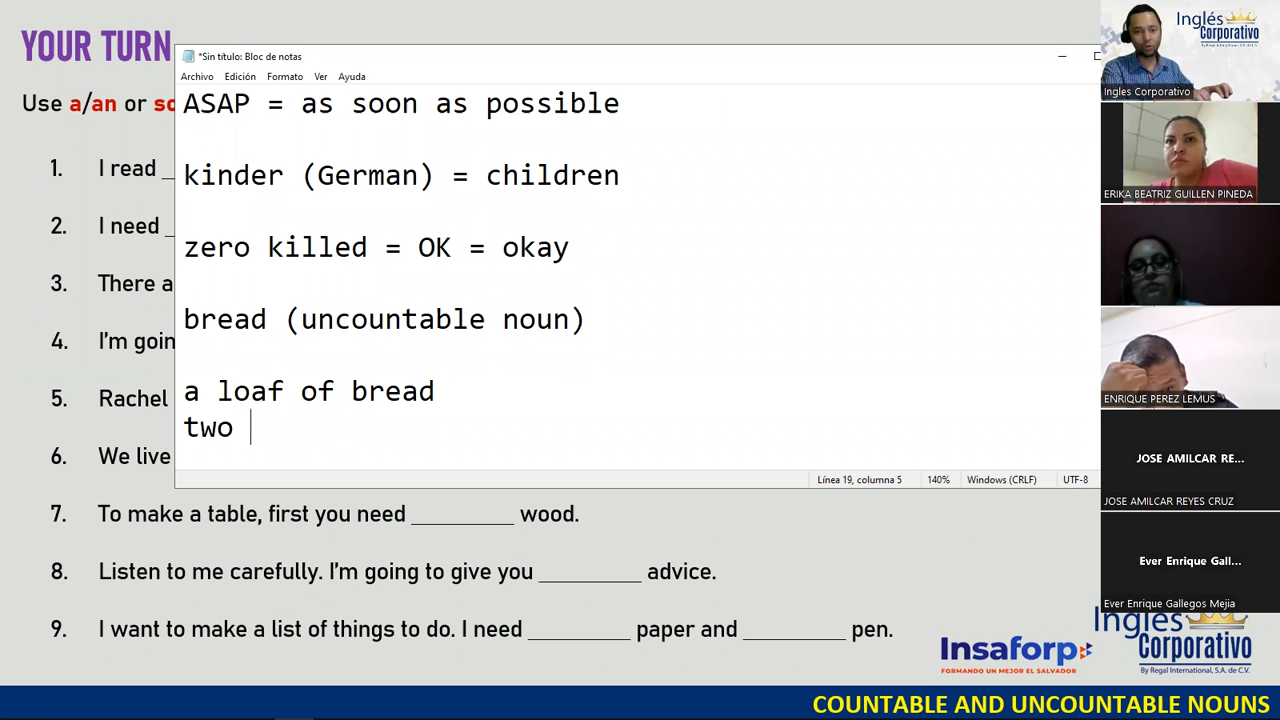 YOUR TURN
Use a/an or so
1. I read _
2. I need _
3. There a
4. I'm goin
5. Rachel
6. We live
7. To make a table, first you need _________ wood.
8. Listen to me carefully. I'm going to give you _________ advice.
9. I want to make a list of things to do. I need _________ paper and _________ pen.
*Sin título: Bloc de notas
Archivo Edición Formato Ver Ayuda
ASAP = as soon as possible
kinder (German) = children
zero killed = OK = okay
bread (uncountable noun)
a loaf of bread
two
Línea 19, columna 5 140% Windows (CRLF) UTF-8
Inglés
Corporativo
By Regal International, S.A. de C.V.
Ingles Corporativo
ERIKA BEATRIZ GUILLEN PINEDA
ENRIQUE PEREZ LEMUS
JOSE AMILCAR RE...
JOSE AMILCAR REYES CRUZ
Ever Enrique Gall...
Ever Enrique Gallegos Mejia
Insaforp
FORMANDO UN MEJOR EL SALVADOR
Inglés
Corporativo
By Regal International, S.A. de C.V.
COUNTABLE AND UNCOUNTABLE NOUNS